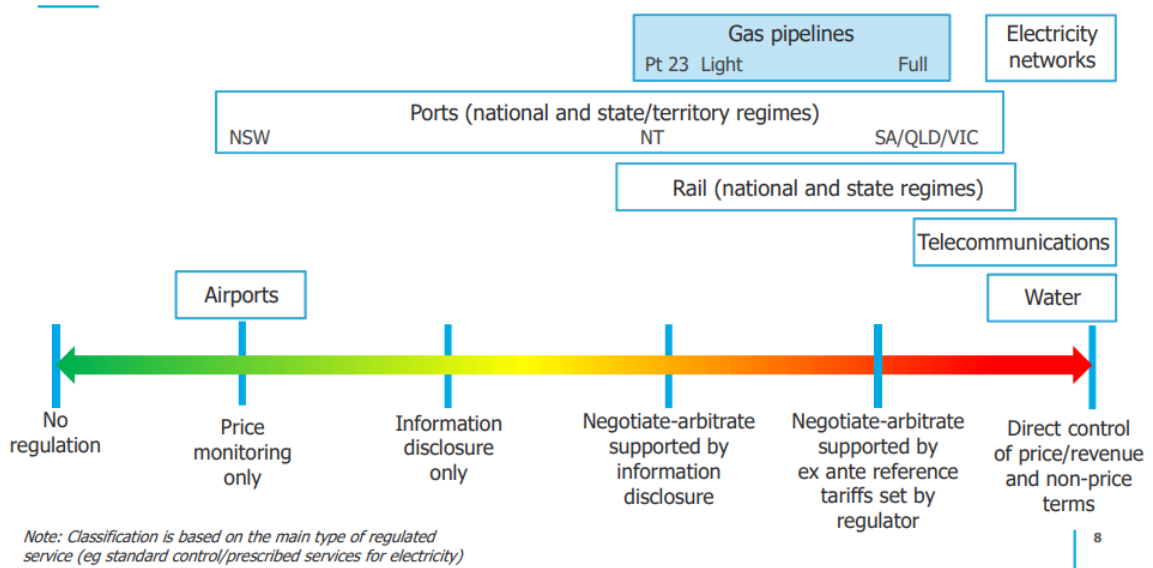 Gas pipelines
Pt 23 Light Full
Electricity
networks
Ports (national and state/territory regimes)
NSW NT SA/QLD/VIC
Rail (national and state regimes)
Telecommunications
Airports
Water
No
regulation
Price
monitoring
only
Information
disclosure
only
Negotiate-arbitrate
supported by
information
disclosure
Negotiate-arbitrate
supported by
ex ante reference
tariffs set by
regulator
Direct control
of price/revenue
and non-price
terms
Note: Classification is based on the main type of regulated
service (eg standard control/prescribed services for electricity)
8